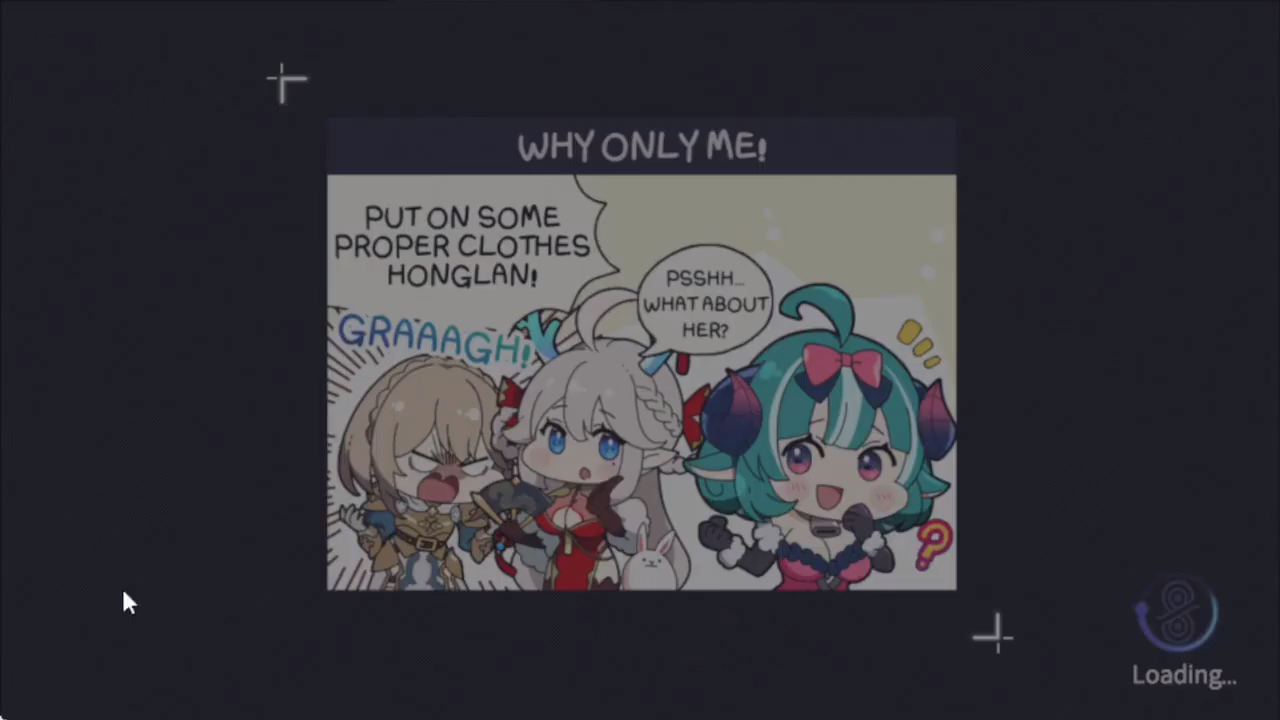 WHY ONLY ME!
PUT ON SOME
PROPER CLOTHES
HONGLAN!
GRAAAGH!
PSSHH...
WHAT ABOUT
HER?
?
Loading...